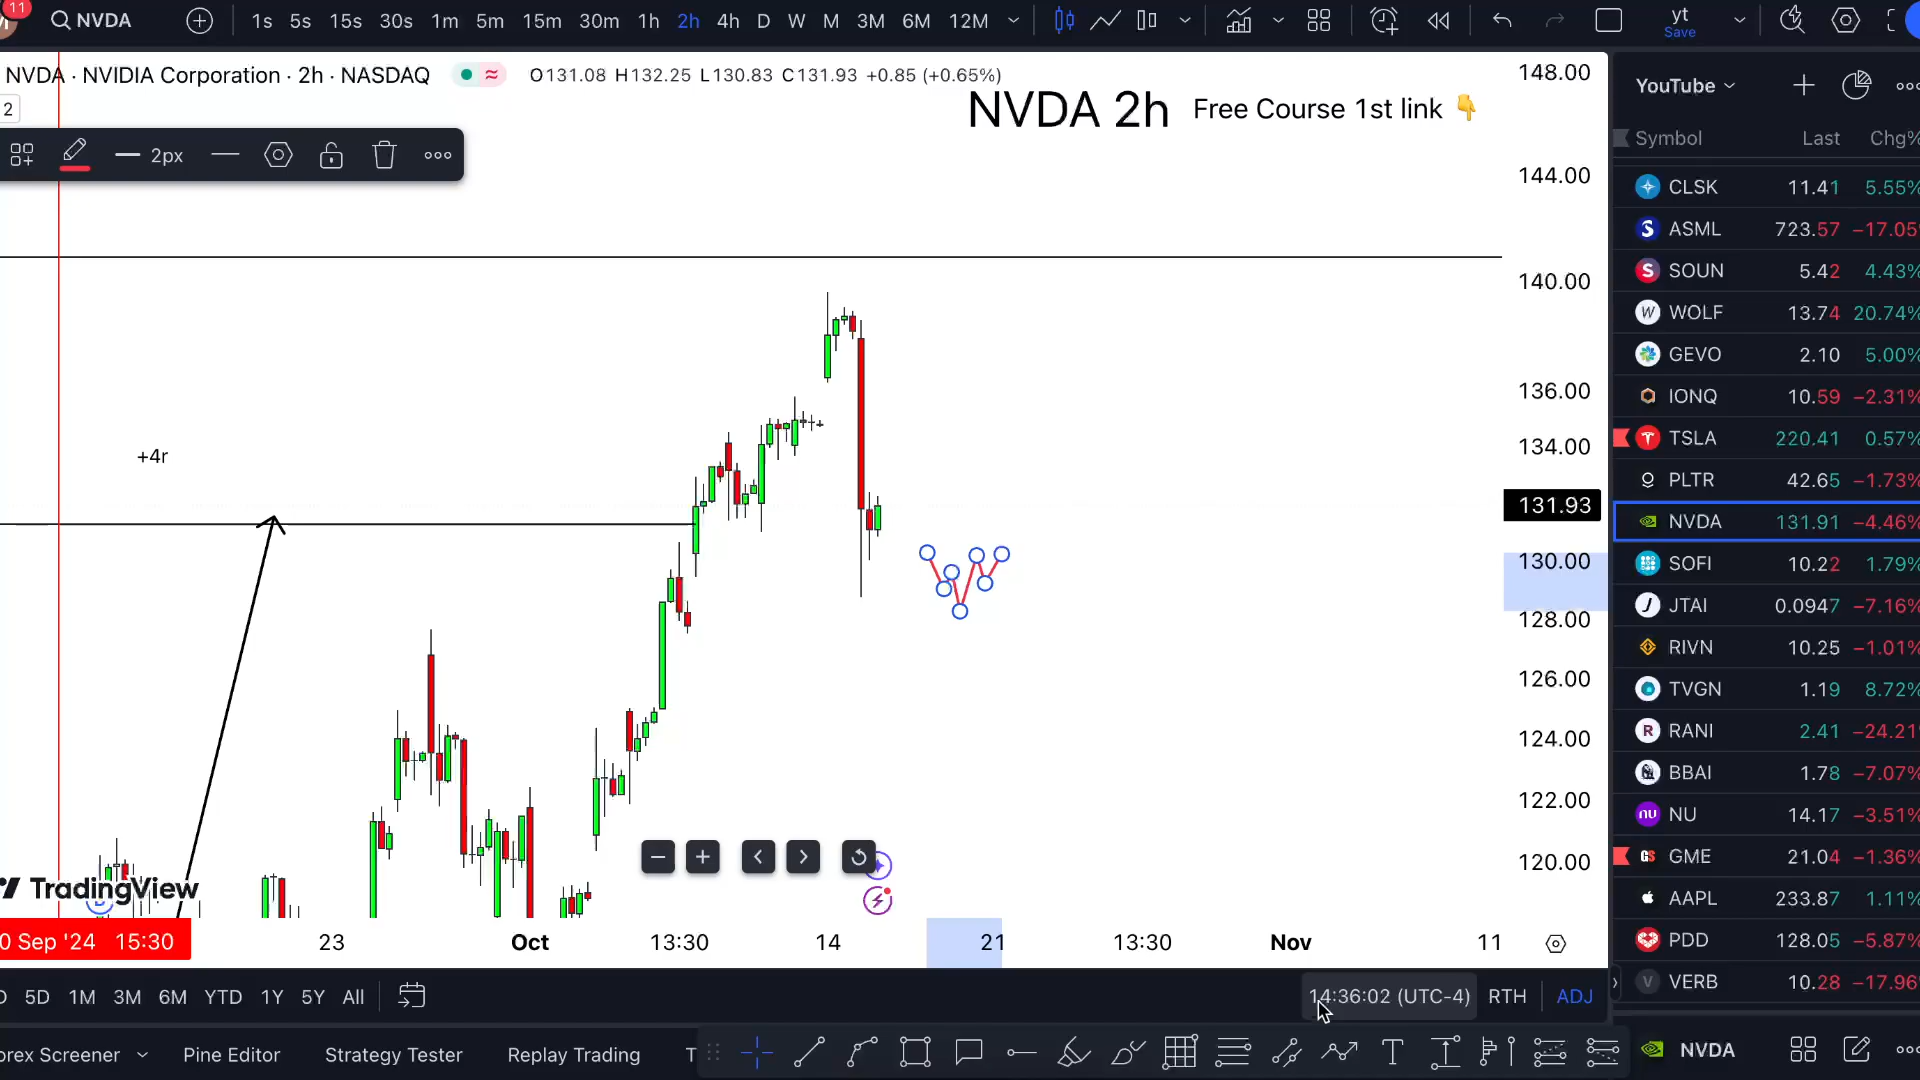 11
NVDA
1s 5s 15s 30s 1m 5m 15m 30m 1h 2h 4h D W M 3M 6M 12M
yt
Save
NVDA · NVIDIA Corporation · 2h · NASDAQ
O131.08 H132.25 L130.83 C131.93 +0.85 (+0.65%)
2
NVDA 2h Free Course 1st link 👇
2px
+4r
148.00
144.00
140.00
136.00
134.00
131.93
130.00
128.00
126.00
124.00
122.00
120.00
TradingView
0 Sep '24 15:30
23 Oct 13:30 14 21 13:30 Nov 11
5D 1M 3M 6M YTD 1Y 5Y All
14:36:02 (UTC-4) RTH ADJ
orex Screener Pine Editor Strategy Tester Replay Trading T
YouTube
Symbol Last Chg%
CLSK 11.41 5.55%
ASML 723.57 −17.05
SOUN 5.42 4.43%
WOLF 13.74 20.74%
GEVO 2.10 5.00%
IONQ 10.59 −2.31%
TSLA 220.41 0.57%
PLTR 42.65 −1.73%
NVDA 131.91 −4.46%
SOFI 10.22 1.79%
JTAI 0.0947 −7.16%
RIVN 10.25 −1.01%
TVGN 1.19 8.72%
RANI 2.41 −24.21
BBAI 1.78 −7.07%
NU 14.17 −3.51%
GME 21.04 −1.36%
AAPL 233.87 1.11%
PDD 128.05 −5.87%
VERB 10.28 −17.96
NVDA